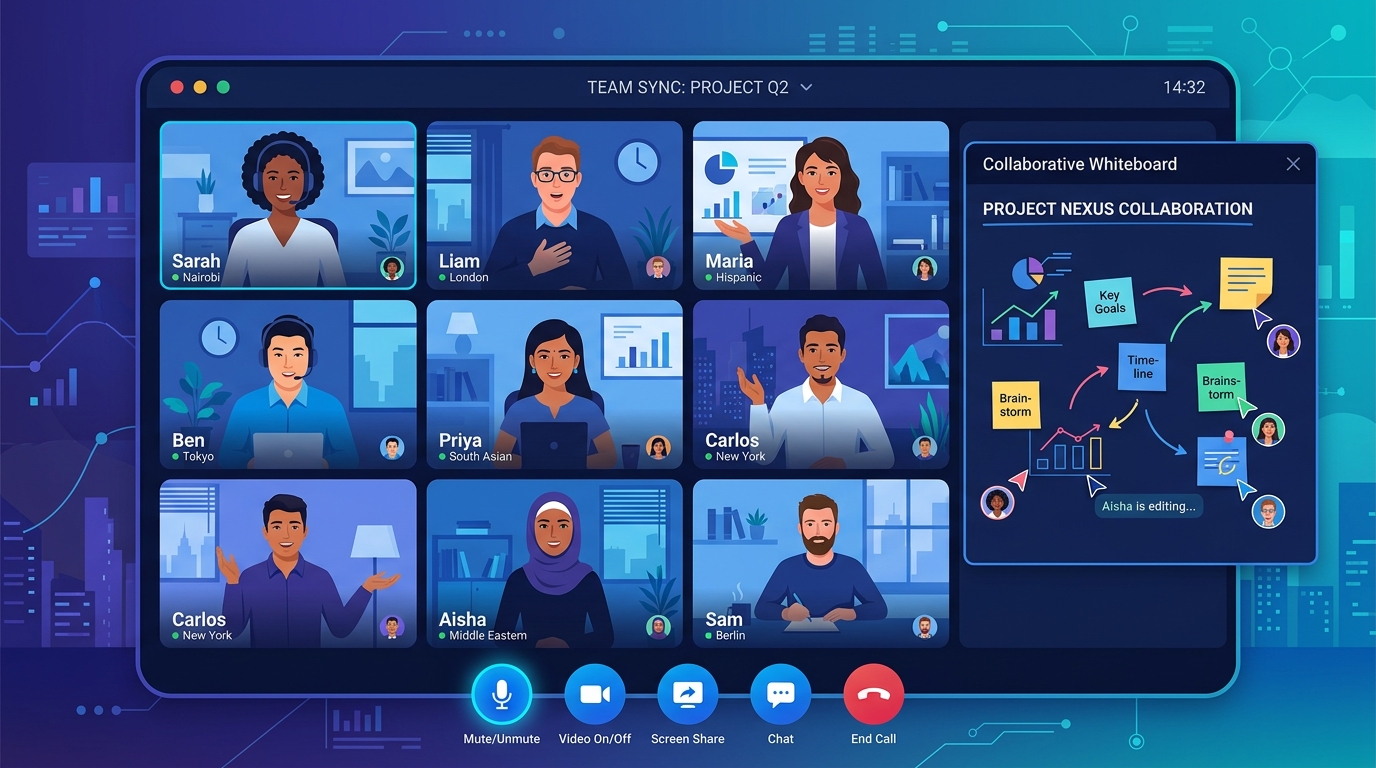 TEAM SYNC: PROJECT Q2
14:32
Sarah
Nairobi
Liam
London
Maria
Hispanic
Ben
Tokyo
Priya
South Asian
Carlos
New York
Carlos
New York
Aisha
Middle Eastem
Sam
Berlin
Collaborative Whiteboard
PROJECT NEXUS COLLABORATION
Key
Goals
Time-
line
Brain-
storm
Brains-
torm
Aisha is editing...
Mute/Unmute
Video On/Off
Screen Share
Chat
End Call